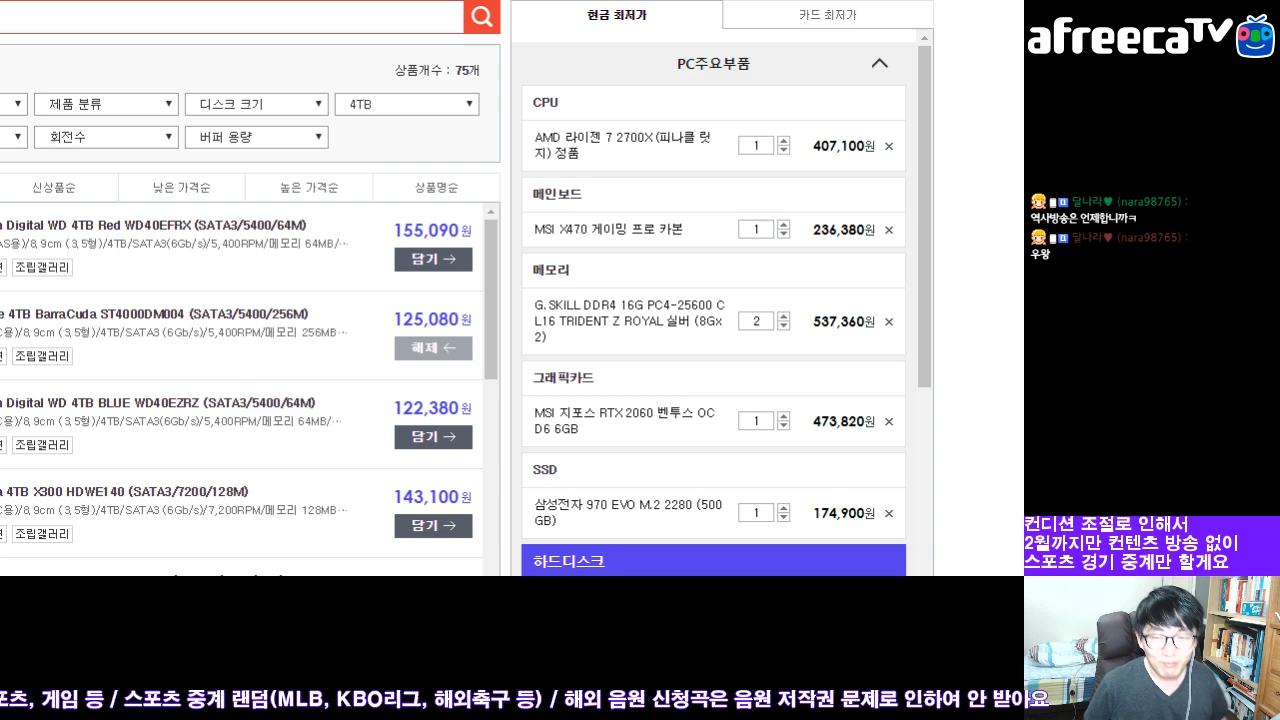 상품개수 : 75개
제품 분류
디스크 크기
4TB
회전수
버퍼 용량
신상품순
낮은 가격순
높은 가격순
상품명순
Digital WD 4TB Red WD40EFRX (SATA3/5400/64M)
155,090원
/8,9cm (3,5형)/4TB/SATA3(6Gb/s)/5,400RPM/메모리 64MB/···
조립갤러리
담기 →
4TB BarraCuda ST4000DM004 (SATA3/5400/256M)
125,080원
/8,9cm (3,5형)/4TB/SATA3 (6Gb/s)/5,400RPM/메모리 256MB···
조립갤러리
해제 ←
Digital WD 4TB BLUE WD40EZRZ (SATA3/5400/64M)
122,380원
/8,9cm (3,5형)/4TB/SATA3(6Gb/s)/5,400RPM/메모리 64MB/···
조립갤러리
담기 →
4TB X300 HDWE140 (SATA3/7200/128M)
143,100원
/8,9cm (3,5형)/4TB/SATA3(6Gb/s)/7,200RPM/메모리 128MB···
조립갤러리
담기 →
현금 최저가
카드 최저가
PC주요부품
CPU
AMD 라이젠 7 2700X (피나클 릿
지) 정품
1
407,100원 ×
메인보드
MSI X470 게이밍 프로 카본
1
236,380원 ×
메모리
G.SKILL DDR4 16G PC4-25600 C
L16 TRIDENT Z ROYAL 실버 (8Gx
2)
2
537,360원 ×
그래픽카드
MSI 지포스 RTX 2060 벤투스 OC
D6 6GB
1
473,820원 ×
SSD
삼성전자 970 EVO M.2 2280 (500
GB)
1
174,900원 ×
하드디스크
afreecaTV
달나라♥ (nara98765) :
역사방송은 언제합니까ㅋ
달나라♥ (nara98765) :
우왕
컨디션 조절로 인해서
2월까지만 컨텐츠 방송 없이
스포츠 경기 중계만 할게요
포츠, 게임 등 / 스포츠 중계 랜덤(MLB, KBO리그, 해외축구 등) / 해외 음원 신청곡은 음원 저작권 문제로 인하여 안 받아요